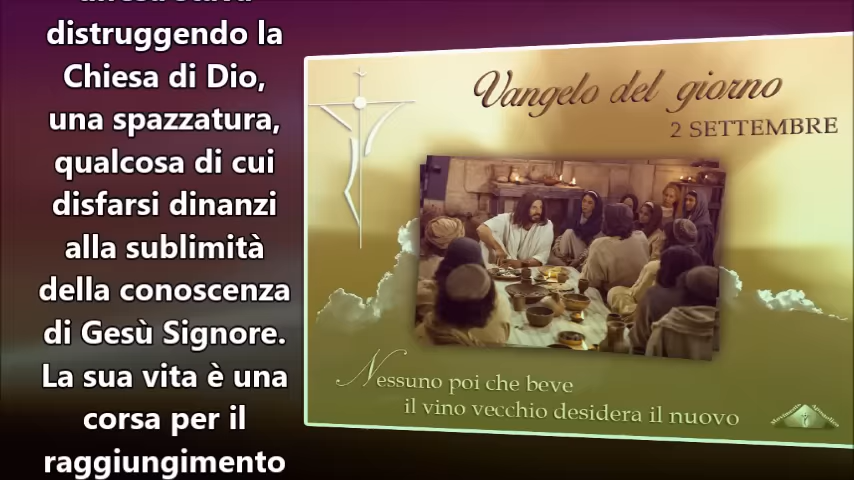 distruggendo la
Chiesa di Dio,
una spazzatura,
qualcosa di cui
disfarsi dinanzi
alla sublimità
della conoscenza
di Gesù Signore.
La sua vita è una
corsa per il
raggiungimento
Vangelo del giorno
2 SETTEMBRE
Nessuno poi che beve
il vino vecchio desidera il nuovo